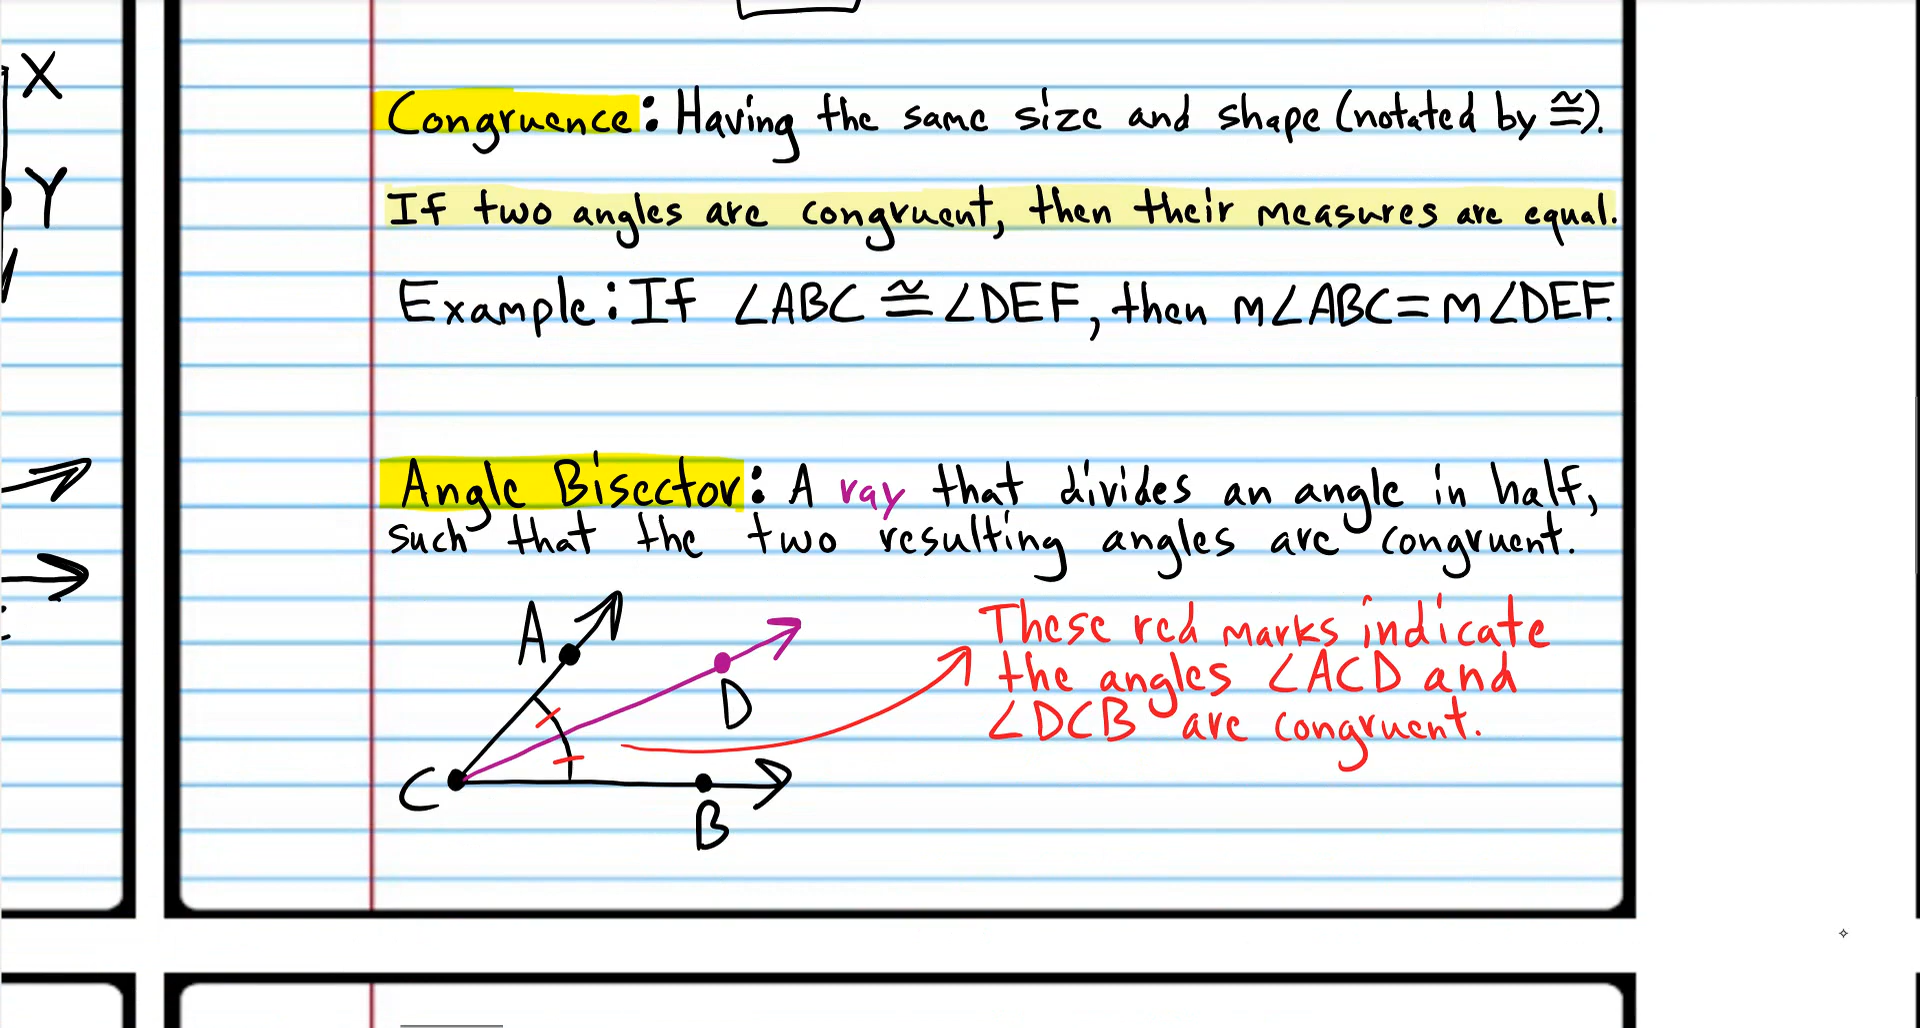 X
Y
Congruence: Having the same size and shape (notated by ≅).
If two angles are congruent, then their measures are equal.
Example: If ∠ABC ≅ ∠DEF, then m∠ABC = m∠DEF.
Angle Bisector: A ray that divides an angle in half,
such that the two resulting angles are congruent.
A
D
C
B
These red marks indicate
the angles ∠ACD and
∠DCB are congruent.